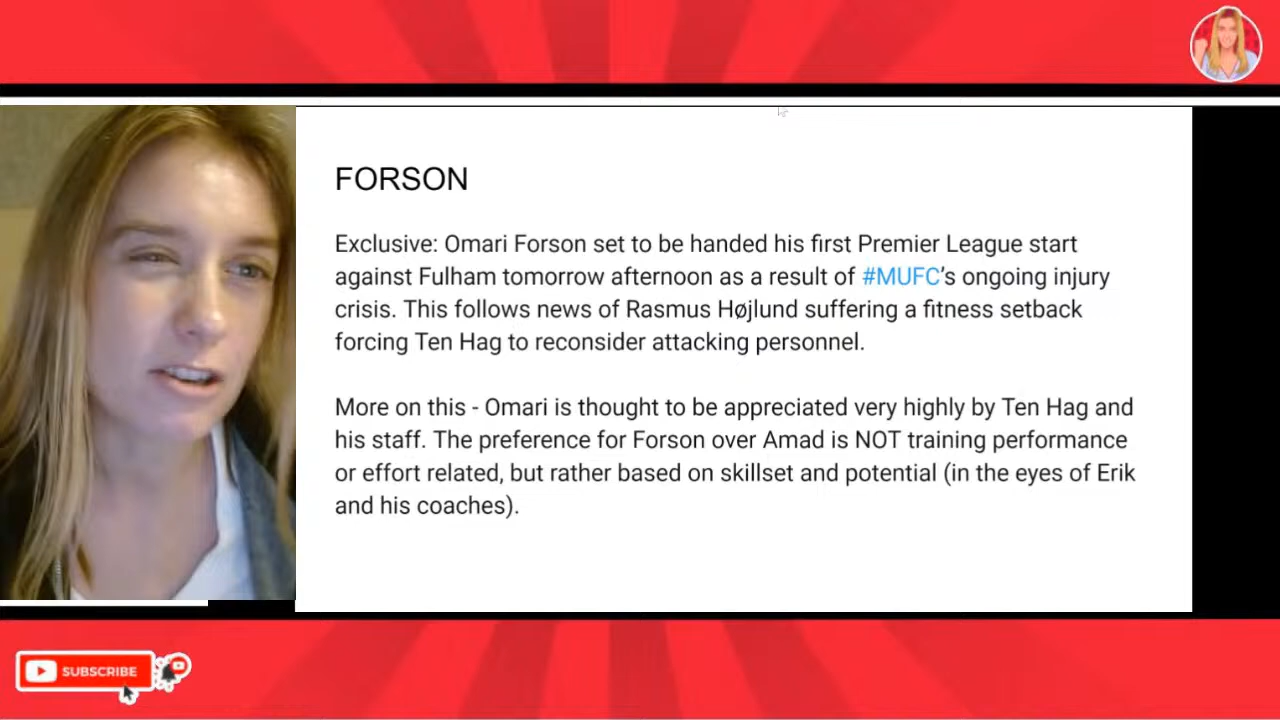 FORSON
Exclusive: Omari Forson set to be handed his first Premier League start
against Fulham tomorrow afternoon as a result of #MUFC’s ongoing injury
crisis. This follows news of Rasmus Højlund suffering a fitness setback
forcing Ten Hag to reconsider attacking personnel.
More on this - Omari is thought to be appreciated very highly by Ten Hag and
his staff. The preference for Forson over Amad is NOT training performance
or effort related, but rather based on skillset and potential (in the eyes of Erik
and his coaches).
SUBSCRIBE